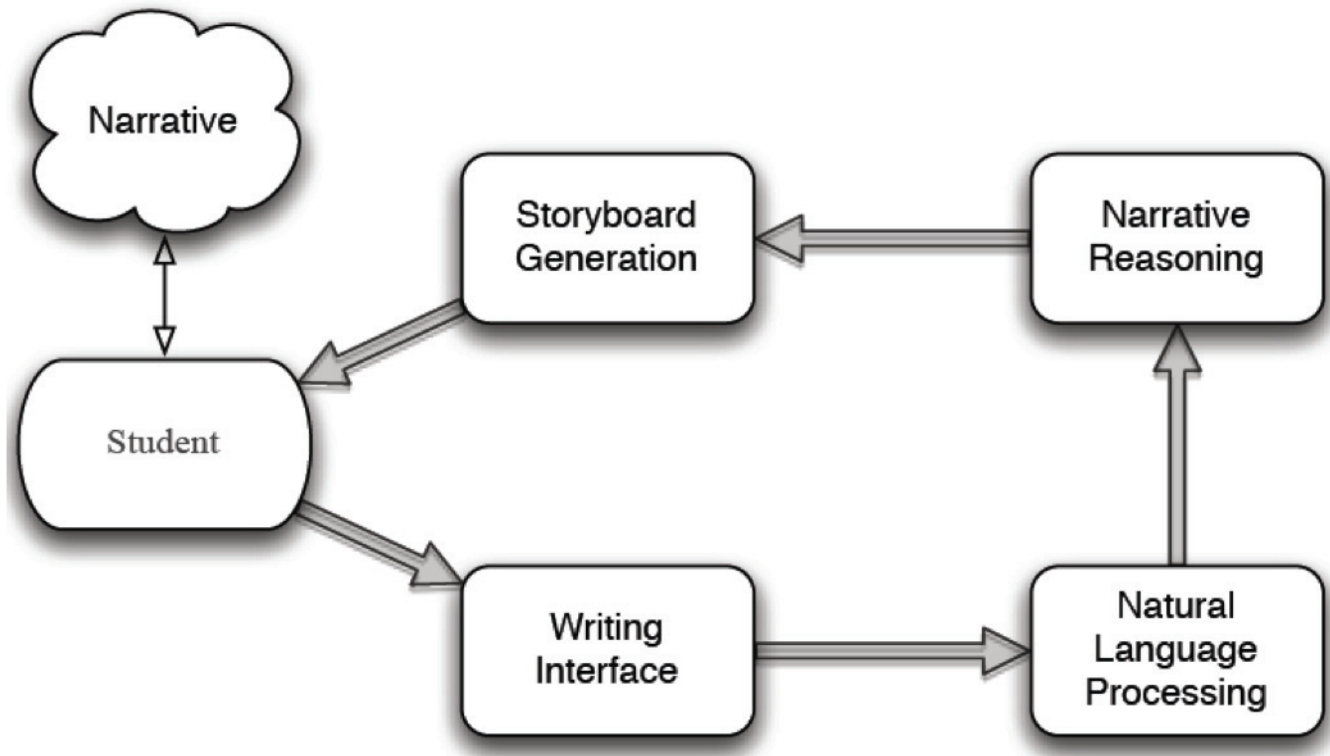 Narrative
Storyboard
Generation
Narrative
Reasoning
Student
Writing
Interface
Natural
Language
Processing